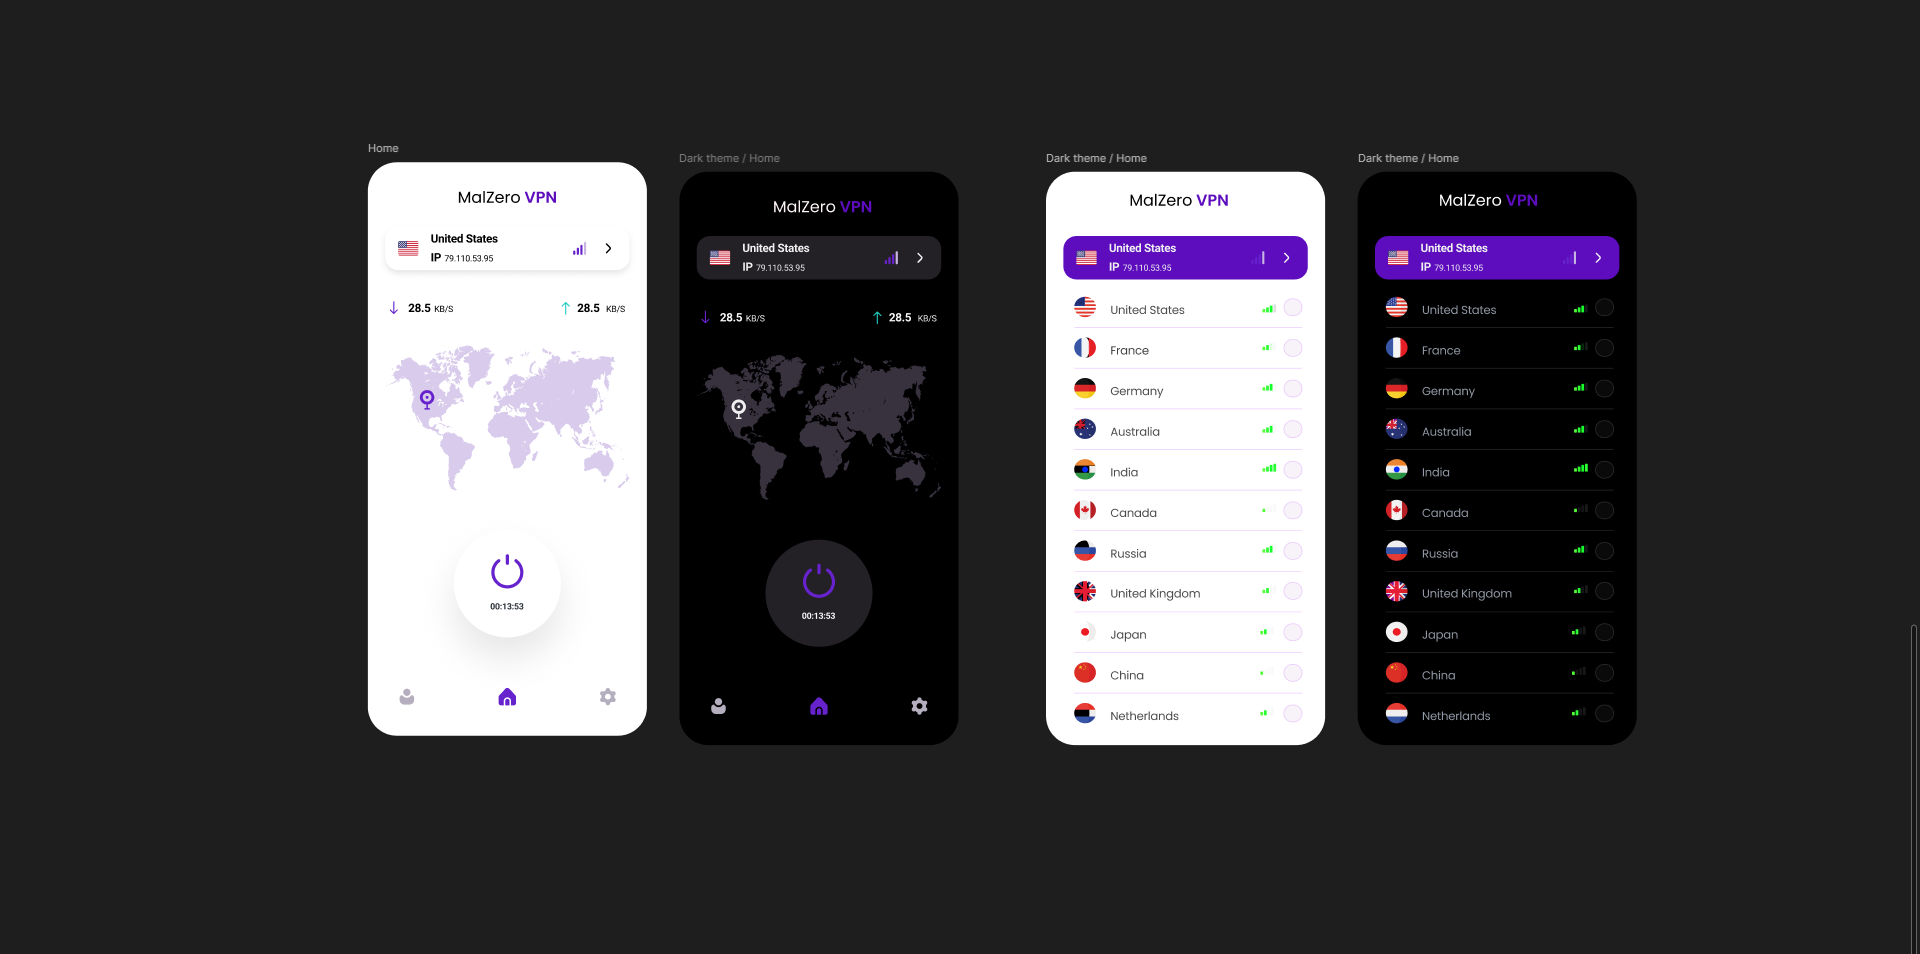 Home
MalZero VPN
United States
IP 79.110.53.95
28.5 KB/S
28.5 KB/S
00:13:53
Dark theme / Home
MalZero VPN
United States
IP 79.110.53.95
28.5 KB/S
28.5 KB/S
00:13:53
Dark theme / Home
MalZero VPN
United States
IP 79.110.53.95
United States
France
Germany
Australia
India
Canada
Russia
United Kingdom
Japan
China
Netherlands
Dark theme / Home
MalZero VPN
United States
IP 79.110.53.95
United States
France
Germany
Australia
India
Canada
Russia
United Kingdom
Japan
China
Netherlands